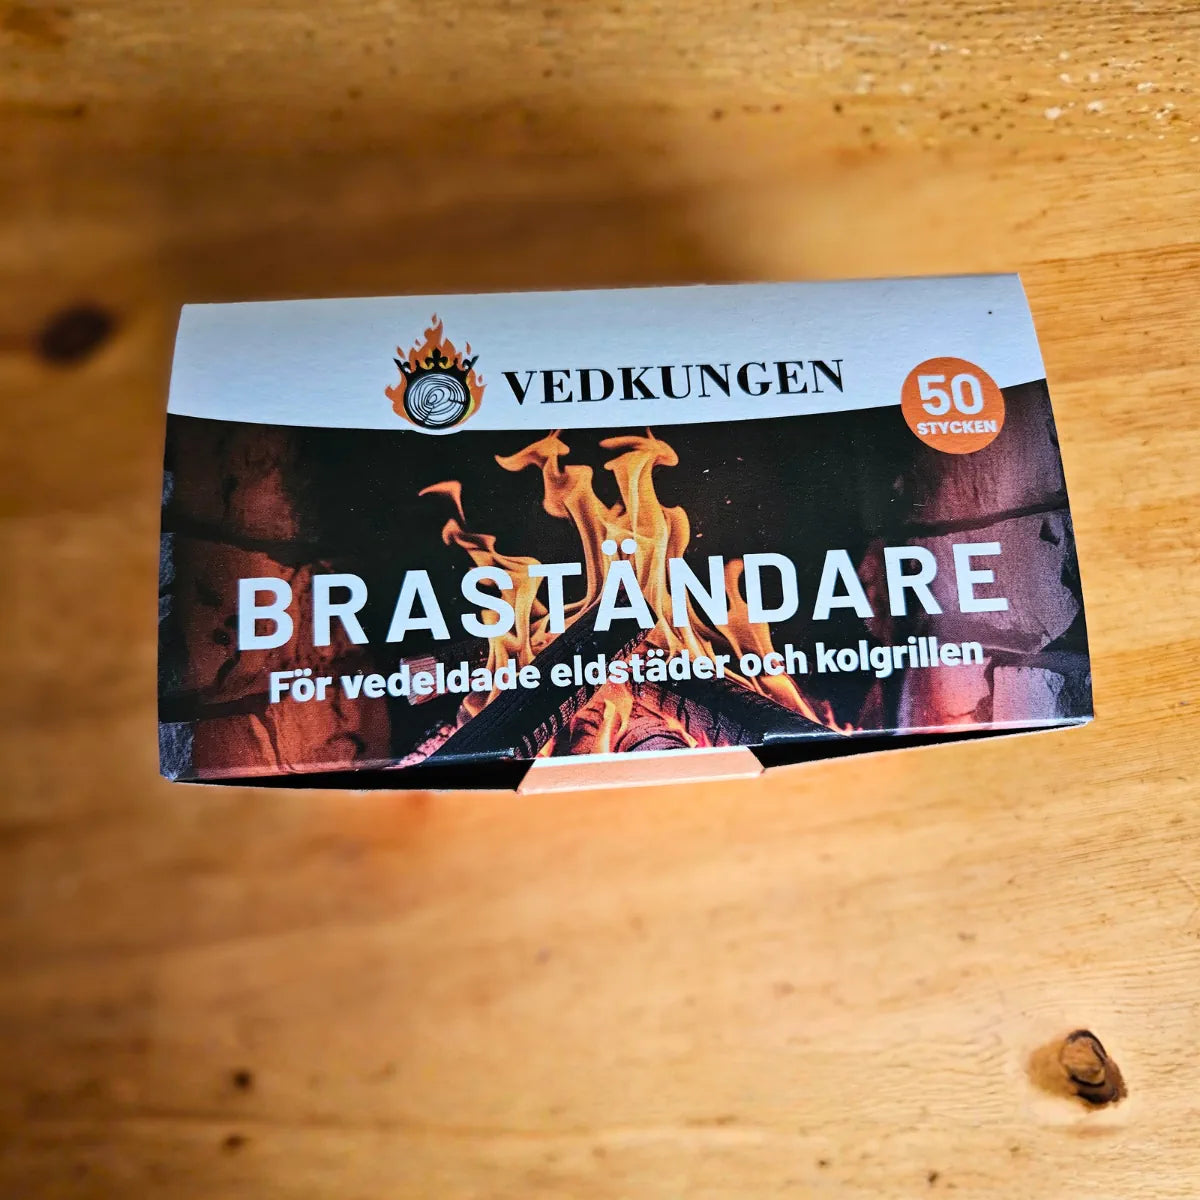 VEDKUNGEN
50
STYCKEN
BRASTÄNDARE
För vedeldade eldstäder och kolgrillen